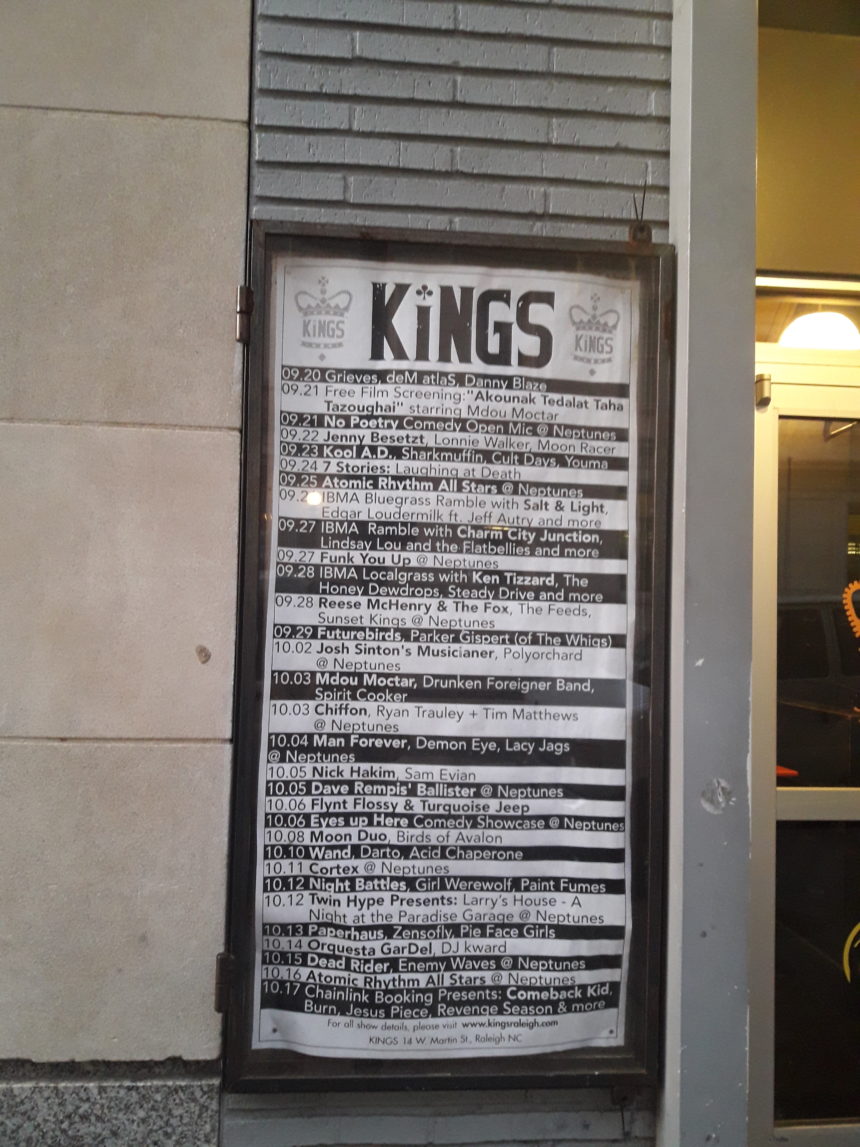 KiNGS
KiNGS
KiNGS
09.20 Grieves, deM atlaS, Danny Blaze
09.21 Free Film Screening:"Akounak Tedalat Taha
Tazoughai" starring Mdou Moctar
09.21 No Poetry Comedy Open Mic @ Neptunes
09.22 Jenny Besetzt, Lonnie Walker, Moon Racer
09.23 Kool A.D., Sharkmuffin, Cult Days, Youma
09.24 7 Stories: Laughing at Death
09.25 Atomic Rhythm All Stars @ Neptunes
IBMA Bluegrass Ramble with Salt & Light,
Edgar Loudermilk ft. Jeff Autry and more
09.27 IBMA Ramble with Charm City Junction,
Lindsay Lou and the Flatbellies and more
09.27 Funk You Up @ Neptunes
09.28 IBMA Localgrass with Ken Tizzard, The
Honey Dewdrops, Steady Drive and more
09.28 Reese McHenry & The Fox, The Feeds,
Sunset Kings @ Neptunes
09.29 Futurebirds, Parker Gispert (of The Whigs)
10.02 Josh Sinton's Musicianer, Polyorchard
@ Neptunes
10.03 Mdou Moctar, Drunken Foreigner Band,
Spirit Cooker
10.03 Chiffon, Ryan Trauley + Tim Matthews
@ Neptunes
10.04 Man Forever, Demon Eye, Lacy Jags
@ Neptunes
10.05 Nick Hakim, Sam Evian
10.05 Dave Rempis' Ballister @ Neptunes
10.06 Flynt Flossy & Turquoise Jeep
10.06 Eyes up Here Comedy Showcase @ Neptunes
10.08 Moon Duo, Birds of Avalon
10.10 Wand, Darto, Acid Chaperone
10.11 Cortex @ Neptunes
10.12 Night Battles, Girl Werewolf, Paint Fumes
10.12 Twin Hype Presents: Larry's House - A
Night at the Paradise Garage @ Neptunes
10.13 Paperhaus, Zensofly, Pie Face Girls
10.14 Orquesta GarDel, DJ kward
10.15 Dead Rider, Enemy Waves @ Neptunes
10.16 Atomic Rhythm All Stars @ Neptunes
10.17 Chainlink Booking Presents: Comeback Kid,
Burn, Jesus Piece, Revenge Season & more
For all show details, please visit www.kingsraleigh.com
KINGS 14 W. Martin St., Raleigh NC